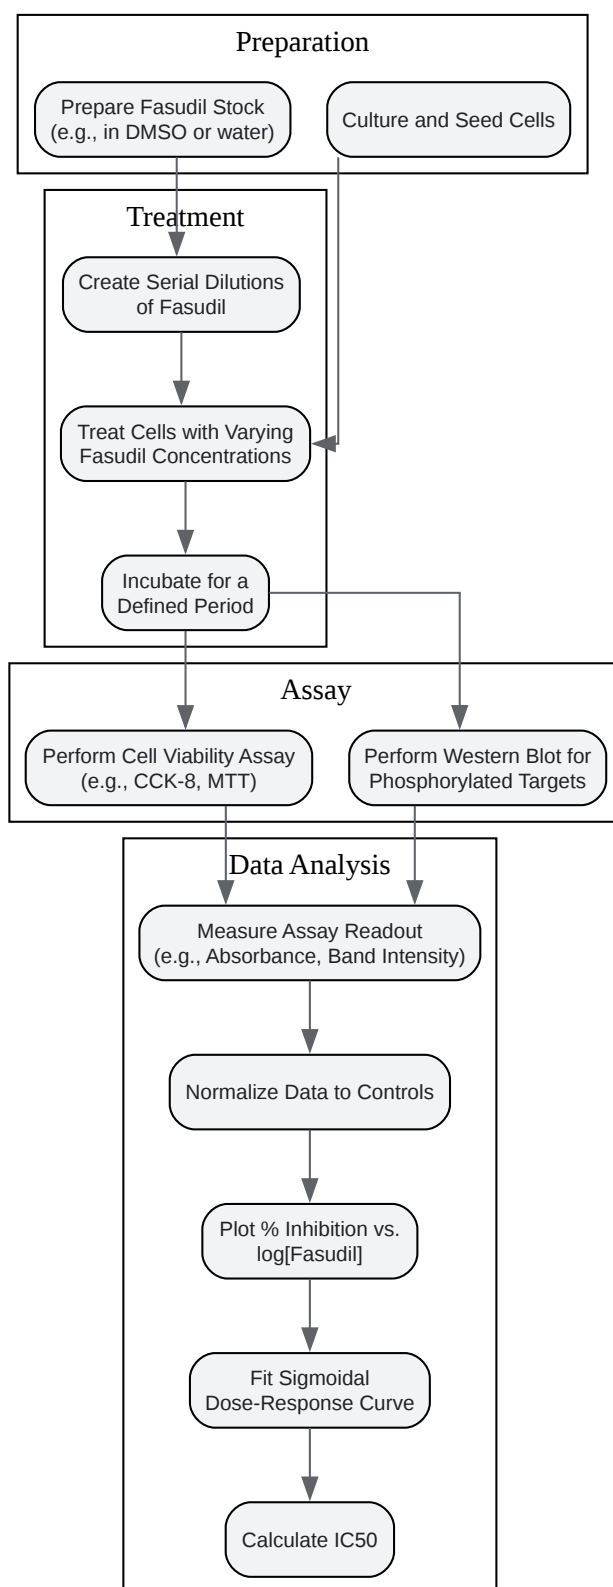 Preparation
Prepare Fasudil Stock
(e.g., in DMSO or water)
Culture and Seed Cells
Treatment
Create Serial Dilutions
of Fasudil
Treat Cells with Varying
Fasudil Concentrations
Incubate for a
Defined Period
Assay
Perform Cell Viability Assay
(e.g., CCK-8, MTT)
Perform Western Blot for
Phosphorylated Targets
Data Analysis
Measure Assay Readout
(e.g., Absorbance, Band Intensity)
Normalize Data to Controls
Plot % Inhibition vs.
log[Fasudil]
Fit Sigmoidal
Dose-Response Curve
Calculate IC50